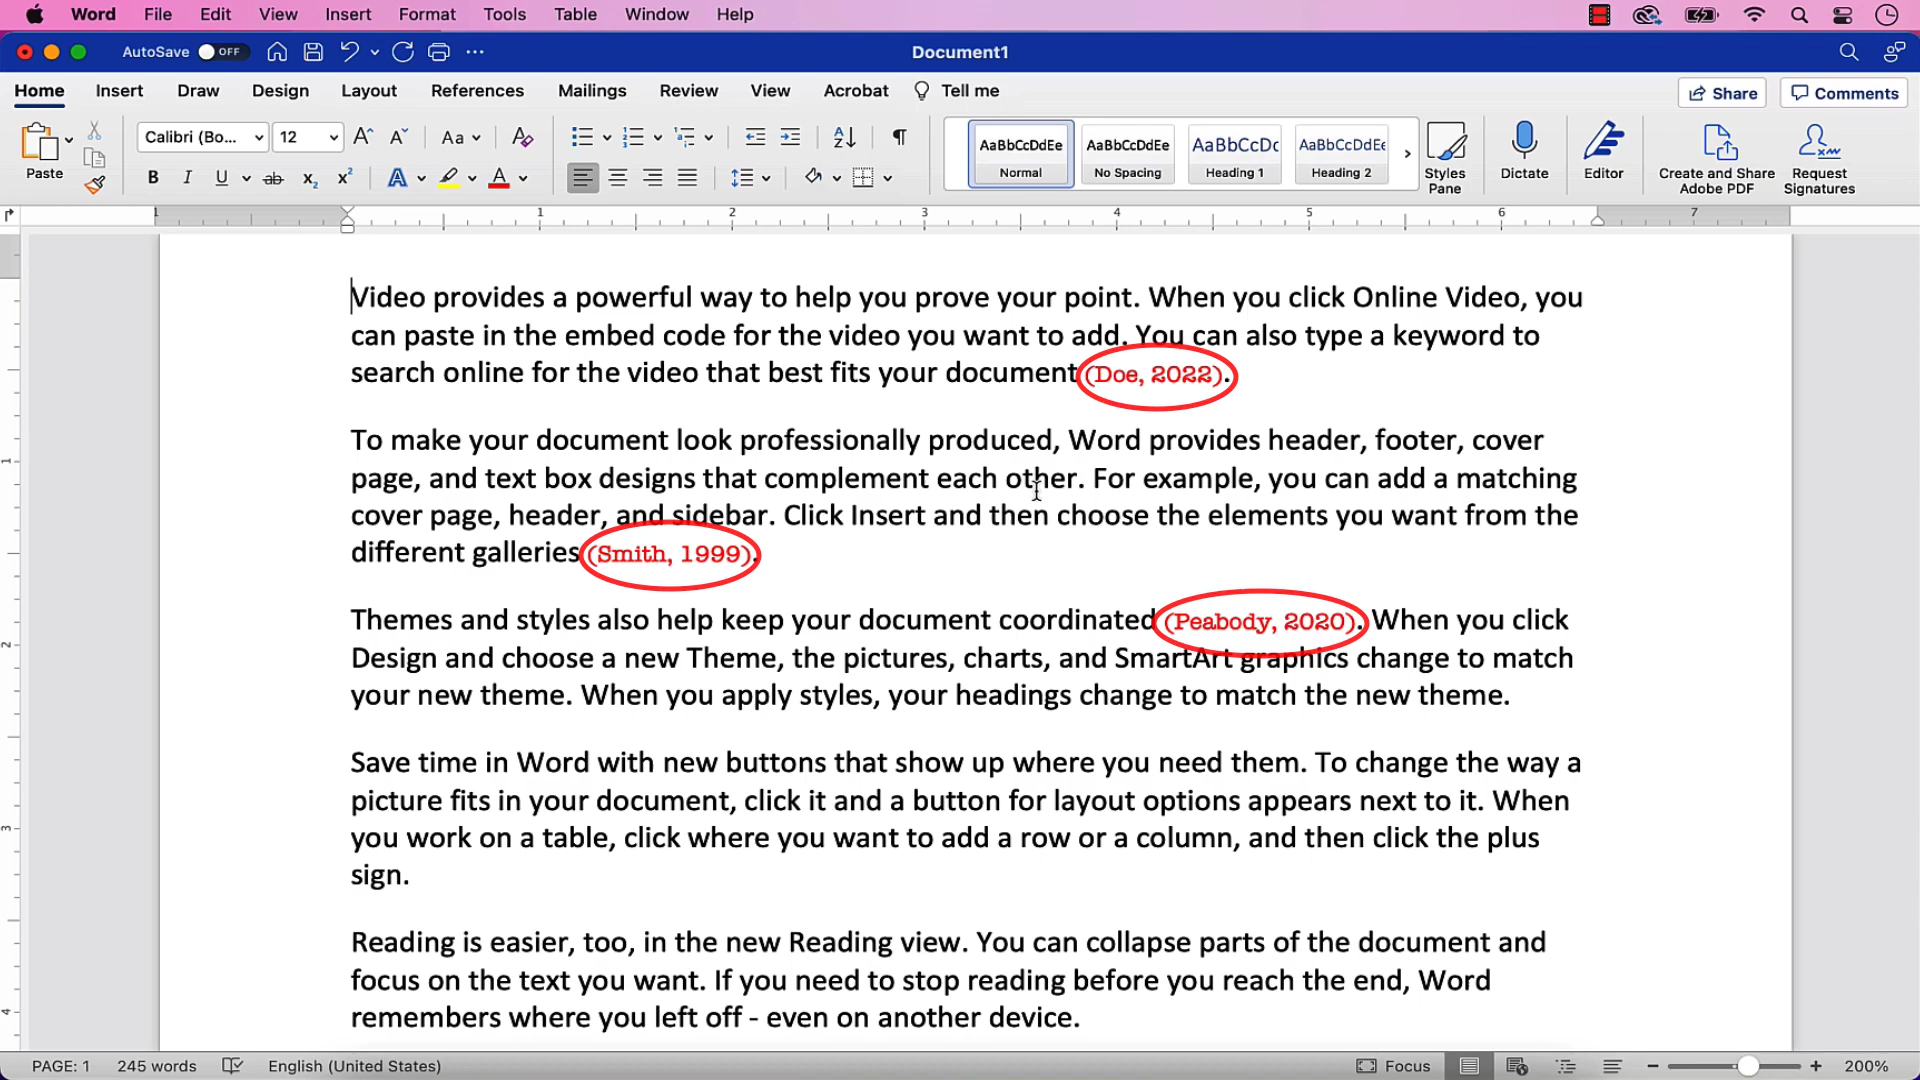 Word File Edit View Insert Format Tools Table Window Help
AutoSave OFF Document1
Home Insert Draw Design Layout References Mailings Review View Acrobat Tell me Share Comments
Paste Calibri (Bo... 12 Aa
AaBbCcDdEe AaBbCcDdEe AaBbCcDc AaBbCcDdEe
Normal No Spacing Heading 1 Heading 2
Styles Pane Dictate Editor Create and Share Adobe PDF Request Signatures
1 1 2 3 4 5 6 7
Video provides a powerful way to help you prove your point. When you click Online Video, you
can paste in the embed code for the video you want to add. You can also type a keyword to
search online for the video that best fits your document (Doe, 2022).
To make your document look professionally produced, Word provides header, footer, cover
page, and text box designs that complement each other. For example, you can add a matching
cover page, header, and sidebar. Click Insert and then choose the elements you want from the
different galleries (Smith, 1999).
Themes and styles also help keep your document coordinated (Peabody, 2020). When you click
Design and choose a new Theme, the pictures, charts, and SmartArt graphics change to match
your new theme. When you apply styles, your headings change to match the new theme.
Save time in Word with new buttons that show up where you need them. To change the way a
picture fits in your document, click it and a button for layout options appears next to it. When
you work on a table, click where you want to add a row or a column, and then click the plus
sign.
Reading is easier, too, in the new Reading view. You can collapse parts of the document and
focus on the text you want. If you need to stop reading before you reach the end, Word
remembers where you left off - even on another device.
PAGE: 1 245 words English (United States) Focus 200%